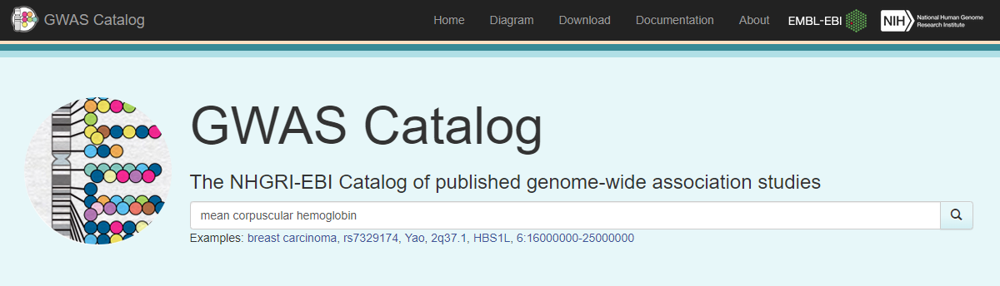 GWAS Catalog Home Diagram Download Documentation About EMBL-EBI NIH National Human Genome
Research Institute
GWAS Catalog
The NHGRI-EBI Catalog of published genome-wide association studies
mean corpuscular hemoglobin
Examples: breast carcinoma, rs7329174, Yao, 2q37.1, HBS1L, 6:16000000-25000000